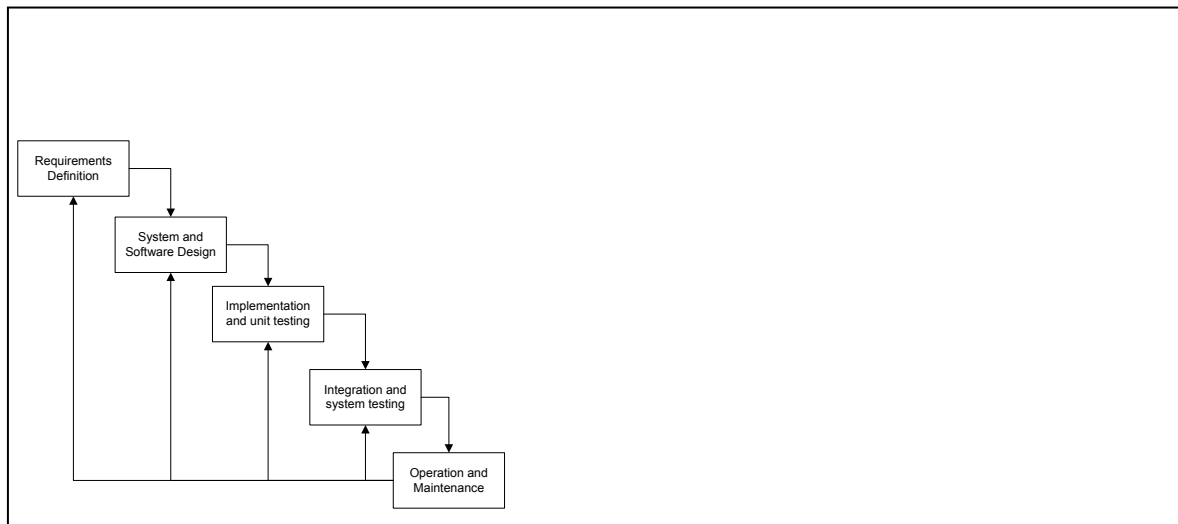 Requirements
Definition
System and
Software Design
Implementation
and unit testing
Integration and
system testing
Operation and
Maintenance